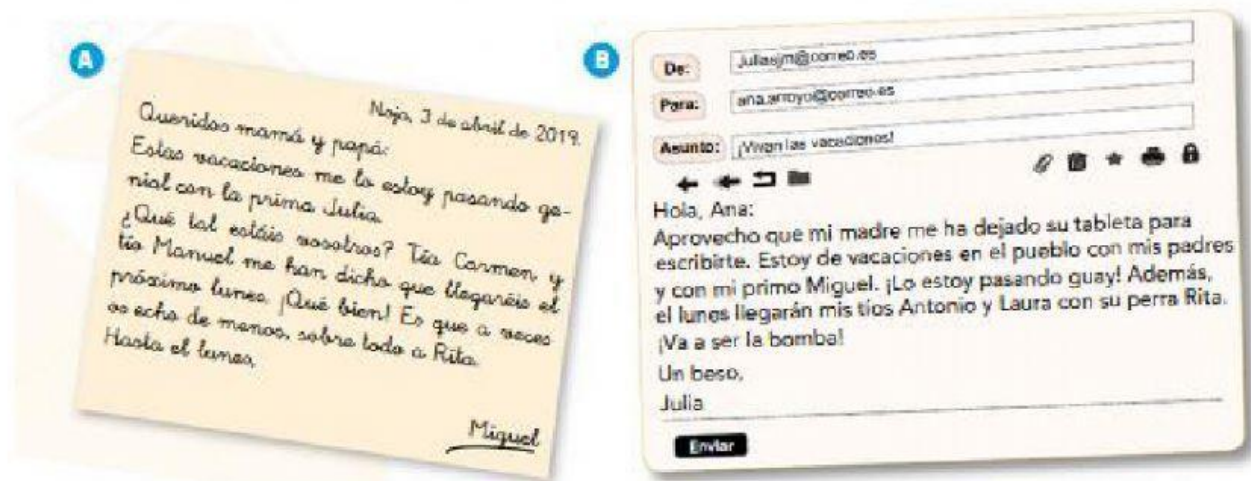 A
Noja, 3 de abril de 2019.
Queridos mamá y papá:
Estas vacaciones me lo estoy pasando ge-
nial con la prima Julia.
¿Qué tal estáis vosotros? Tía Carmen y
tío Manuel me han dicho que llegaréis el
próximo lunes. ¡Qué bien! Es que a veces
os echo de menos, sobre todo a Rita.
Hasta el lunes,
Miguel
B
De: juliasjm@correo.es
Para: ana.arroyo@correo.es
Asunto: ¡Vivan las vacaciones!
Hola, Ana:
Aprovecho que mi madre me ha dejado su tableta para
escribirte. Estoy de vacaciones en el pueblo con mis padres
y con mi primo Miguel. ¡Lo estoy pasando guay! Además,
el lunes llegarán mis tíos Antonio y Laura con su perra Rita.
¡Va a ser la bomba!
Un beso,
Julia
Enviar